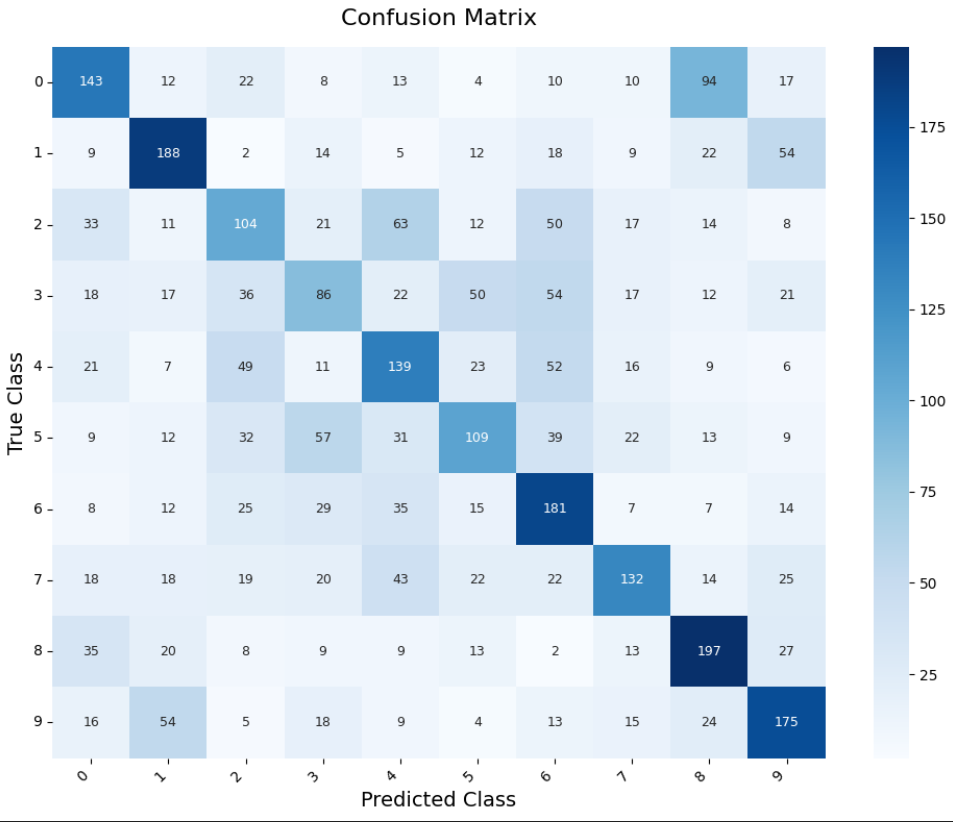 Confusion Matrix
0 143 12 22 8 13 4 10 10 94 17
1 9 188 2 14 5 12 18 9 22 54 175
2 33 11 104 21 63 12 50 17 14 8 150
3 18 17 36 86 22 50 54 17 12 21 125
4 21 7 49 11 139 23 52 16 9 6 100
5 9 12 32 57 31 109 39 22 13 9
6 8 12 25 29 35 15 181 7 7 14 75
7 18 18 19 20 43 22 22 132 14 25 50
8 35 20 8 9 9 13 2 13 197 27 25
9 16 54 5 18 9 4 13 15 24 175
0 1 2 3 4 5 6 7 8 9
Predicted Class
True Class